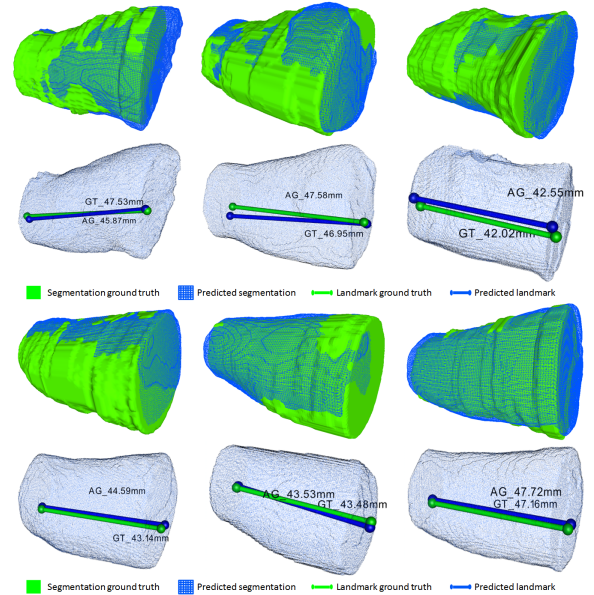 GT_47.53mm
AG_45.87mm
AG_47.58mm
GT_46.95mm
AG_42.55mm
GT_42.02mm
Segmentation ground truth Predicted segmentation Landmark ground truth Predicted landmark
AG_44.59mm
GT_43.14mm
AG_43.53mm
GT_43.48mm
AG_47.72mm
GT_47.16mm
Segmentation ground truth Predicted segmentation Landmark ground truth Predicted landmark